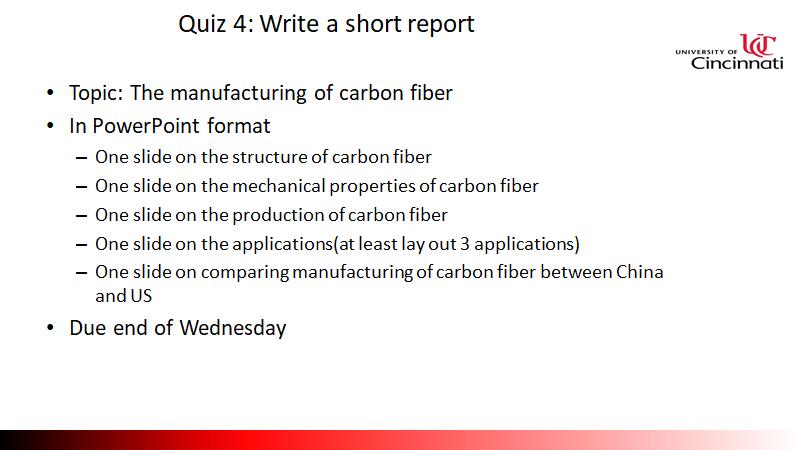 Quiz 4: Write a short report
UNIVERSITY OF
Cincinnati
• Topic: The manufacturing of carbon fiber
• In PowerPoint format
– One slide on the structure of carbon fiber
– One slide on the mechanical properties of carbon fiber
– One slide on the production of carbon fiber
– One slide on the applications(at least lay out 3 applications)
– One slide on comparing manufacturing of carbon fiber between China
and US
• Due end of Wednesday